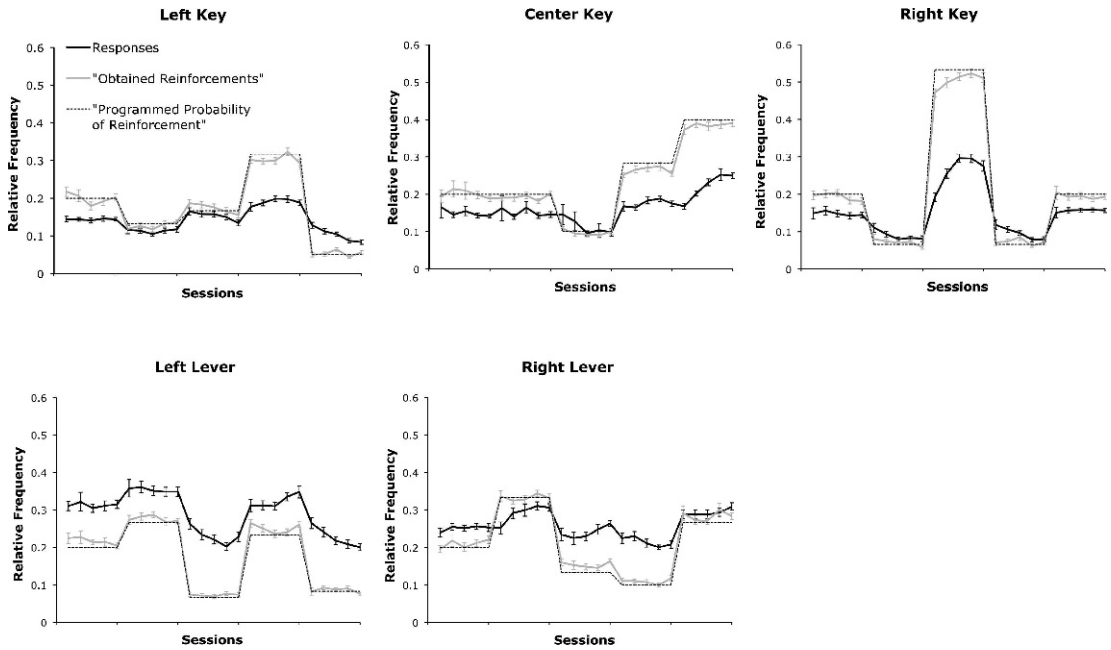 Left Key
Center Key
Right Key
Relative Frequency
0.6
0.5
0.4
0.3
0.2
0.1
0
Responses
"Obtained Reinforcements"
"Programmed Probability
of Reinforcement"
Sessions
Relative Frequency
0.6
0.5
0.4
0.3
0.2
0.1
0
Sessions
Relative Frequency
0.6
0.5
0.4
0.3
0.2
0.1
0
Sessions
Left Lever
Right Lever
Relative Frequency
0.6
0.5
0.4
0.3
0.2
0.1
0
Sessions
Relative Frequency
0.6
0.5
0.4
0.3
0.2
0.1
0
Sessions